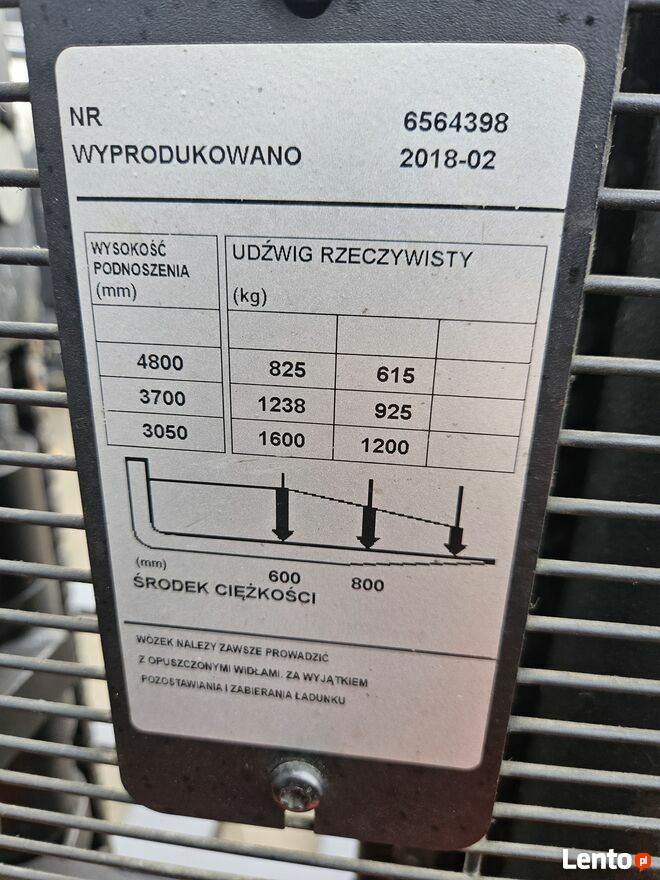 NR 6564398
WYPRODUKOWANO 2018-02
WYSOKOŚĆ
PODNOSZENIA
(mm)
UDŹWIG RZECZYWISTY
(kg)
4800 825 615
3700 1238 925
3050 1600 1200
(mm) 600 800
ŚRODEK CIĘŻKOŚCI
WÓZEK NALEZY ZAWSZE PROWADZIĆ
Z OPUSZCZONYMI WIDŁAMI. ZA WYJĄTKIEM
POZOSTAWIANIA I ZABIERANIA ŁADUNKU
Lento.pl